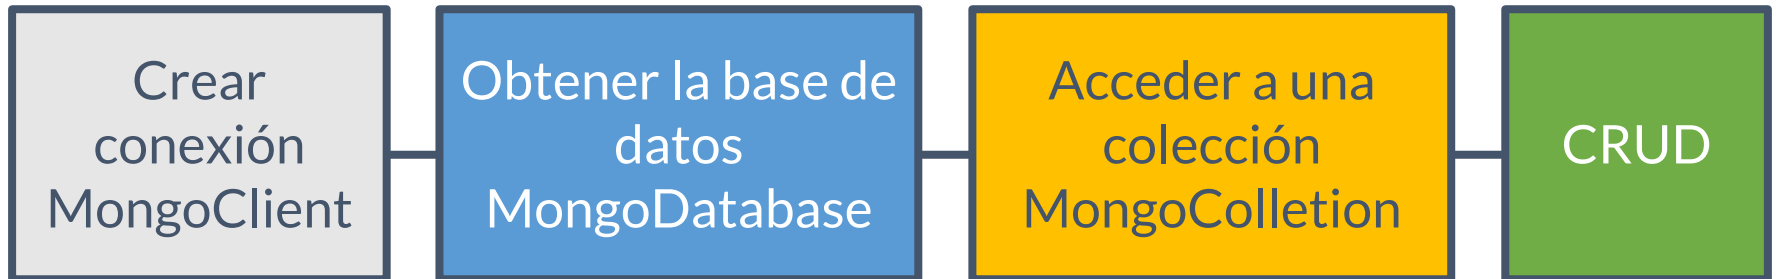 Crear
conexión
MongoClient
Obtener la base de
datos
MongoDatabase
Acceder a una
colección
MongoColletion
CRUD